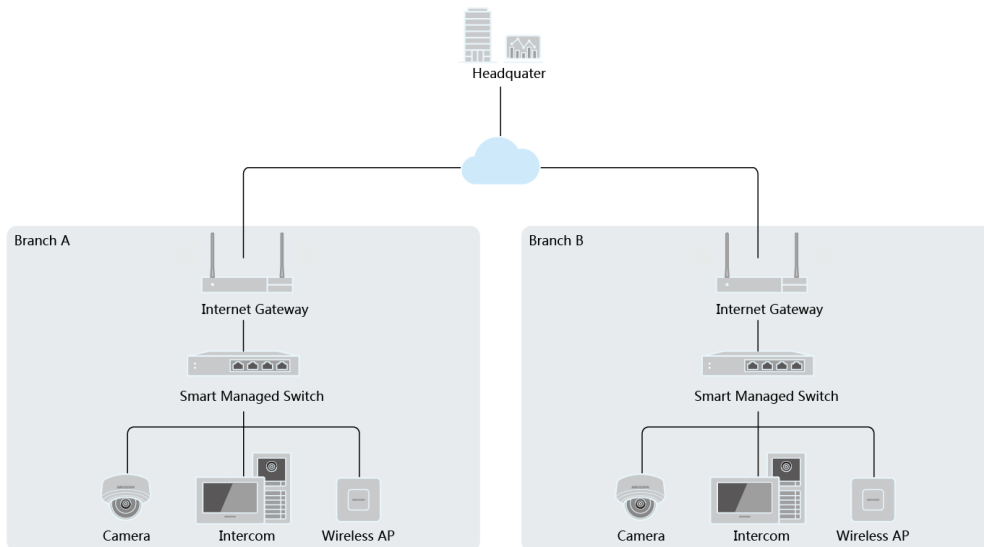 Headquater
Branch A
Branch B
Internet Gateway
Internet Gateway
Smart Managed Switch
Smart Managed Switch
Camera
Intercom
Wireless AP
Camera
Intercom
Wireless AP